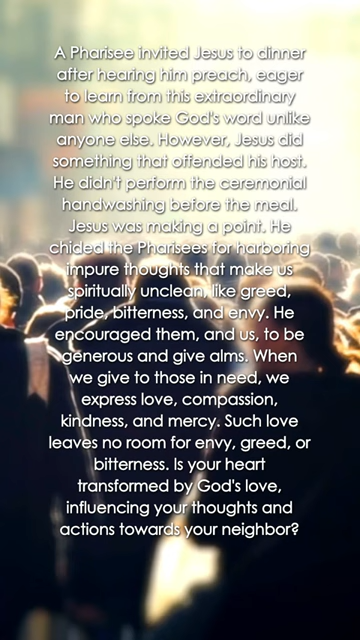 A Pharisee invited Jesus to dinner
after hearing him preach, eager
to learn from this extraordinary
man who spoke God's word unlike
anyone else. However, Jesus did
something that offended his host.
He didn't perform the ceremonial
handwashing before the meal.
Jesus was making a point. He
chided the Pharisees for harboring
impure thoughts that make us
spiritually unclean, like greed,
pride, bitterness, and envy. He
encouraged them, and us, to be
generous and give alms. When
we give to those in need, we
express love, compassion,
kindness, and mercy. Such love
leaves no room for envy, greed, or
bitterness. Is your heart
transformed by God's love,
influencing your thoughts and
actions towards your neighbor?